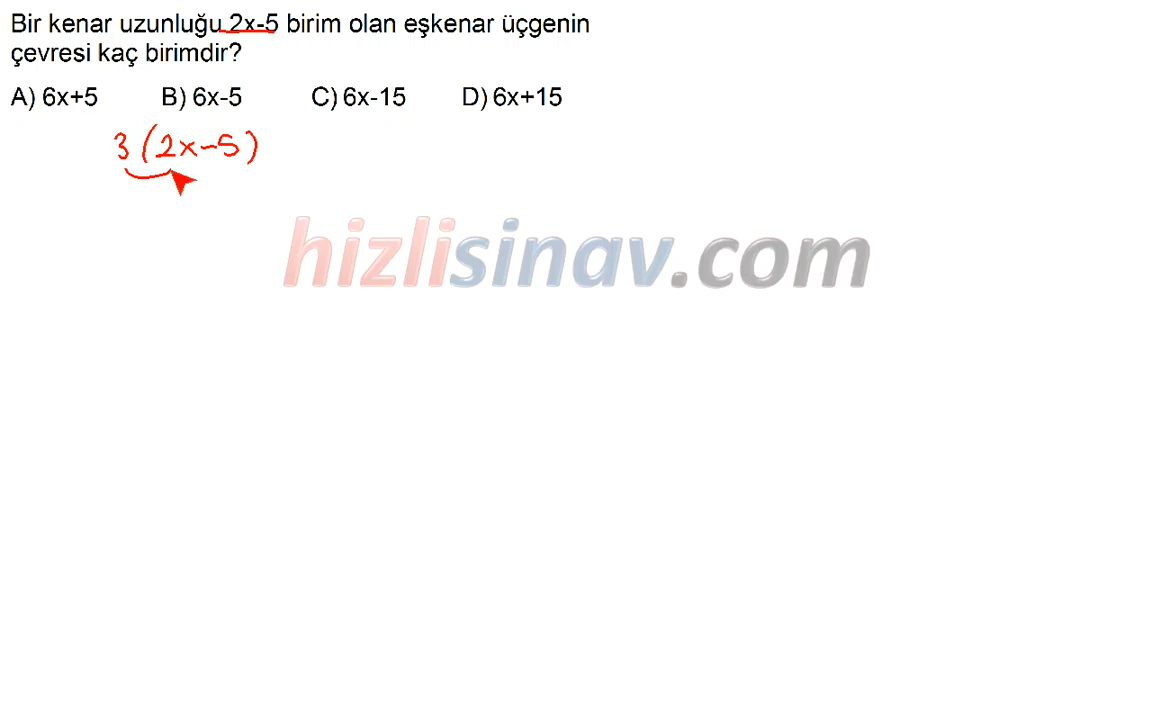 Bir kenar uzunluğu 2x-5 birim olan eşkenar üçgenin
çevresi kaç birimdir?
A) 6x+5 B) 6x-5 C) 6x-15 D) 6x+15
3 (2x-5)
hizlisinav.com